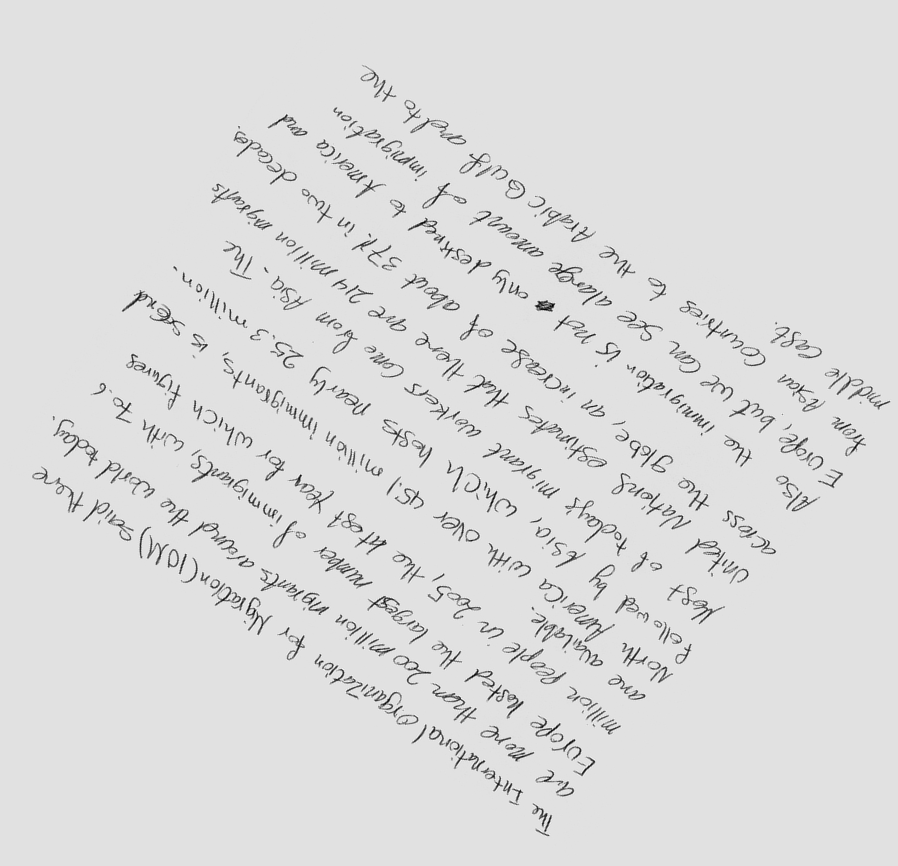 The International Organization for Migration (IOM) said there
are more than 200 million migrants around the world today.
Europe hosted the largest number of immigrants, with 70.6
million people in 2005, the latest year for which figures
are available.
North America with over 45.1 million immigrants, is send
followed by Asia, which hosts nearly 25.3 million.
Most of today's migrant workers come from Asia. The
United Nations estimates that there are 214 million migrants
across the globe, an increase of about 37% in two decades.
Also the immigration is not only destined to America and
Europe, but we can see alarge amount of immigration
from Asian Countries to the Arabic Gulf and to the
middle east.